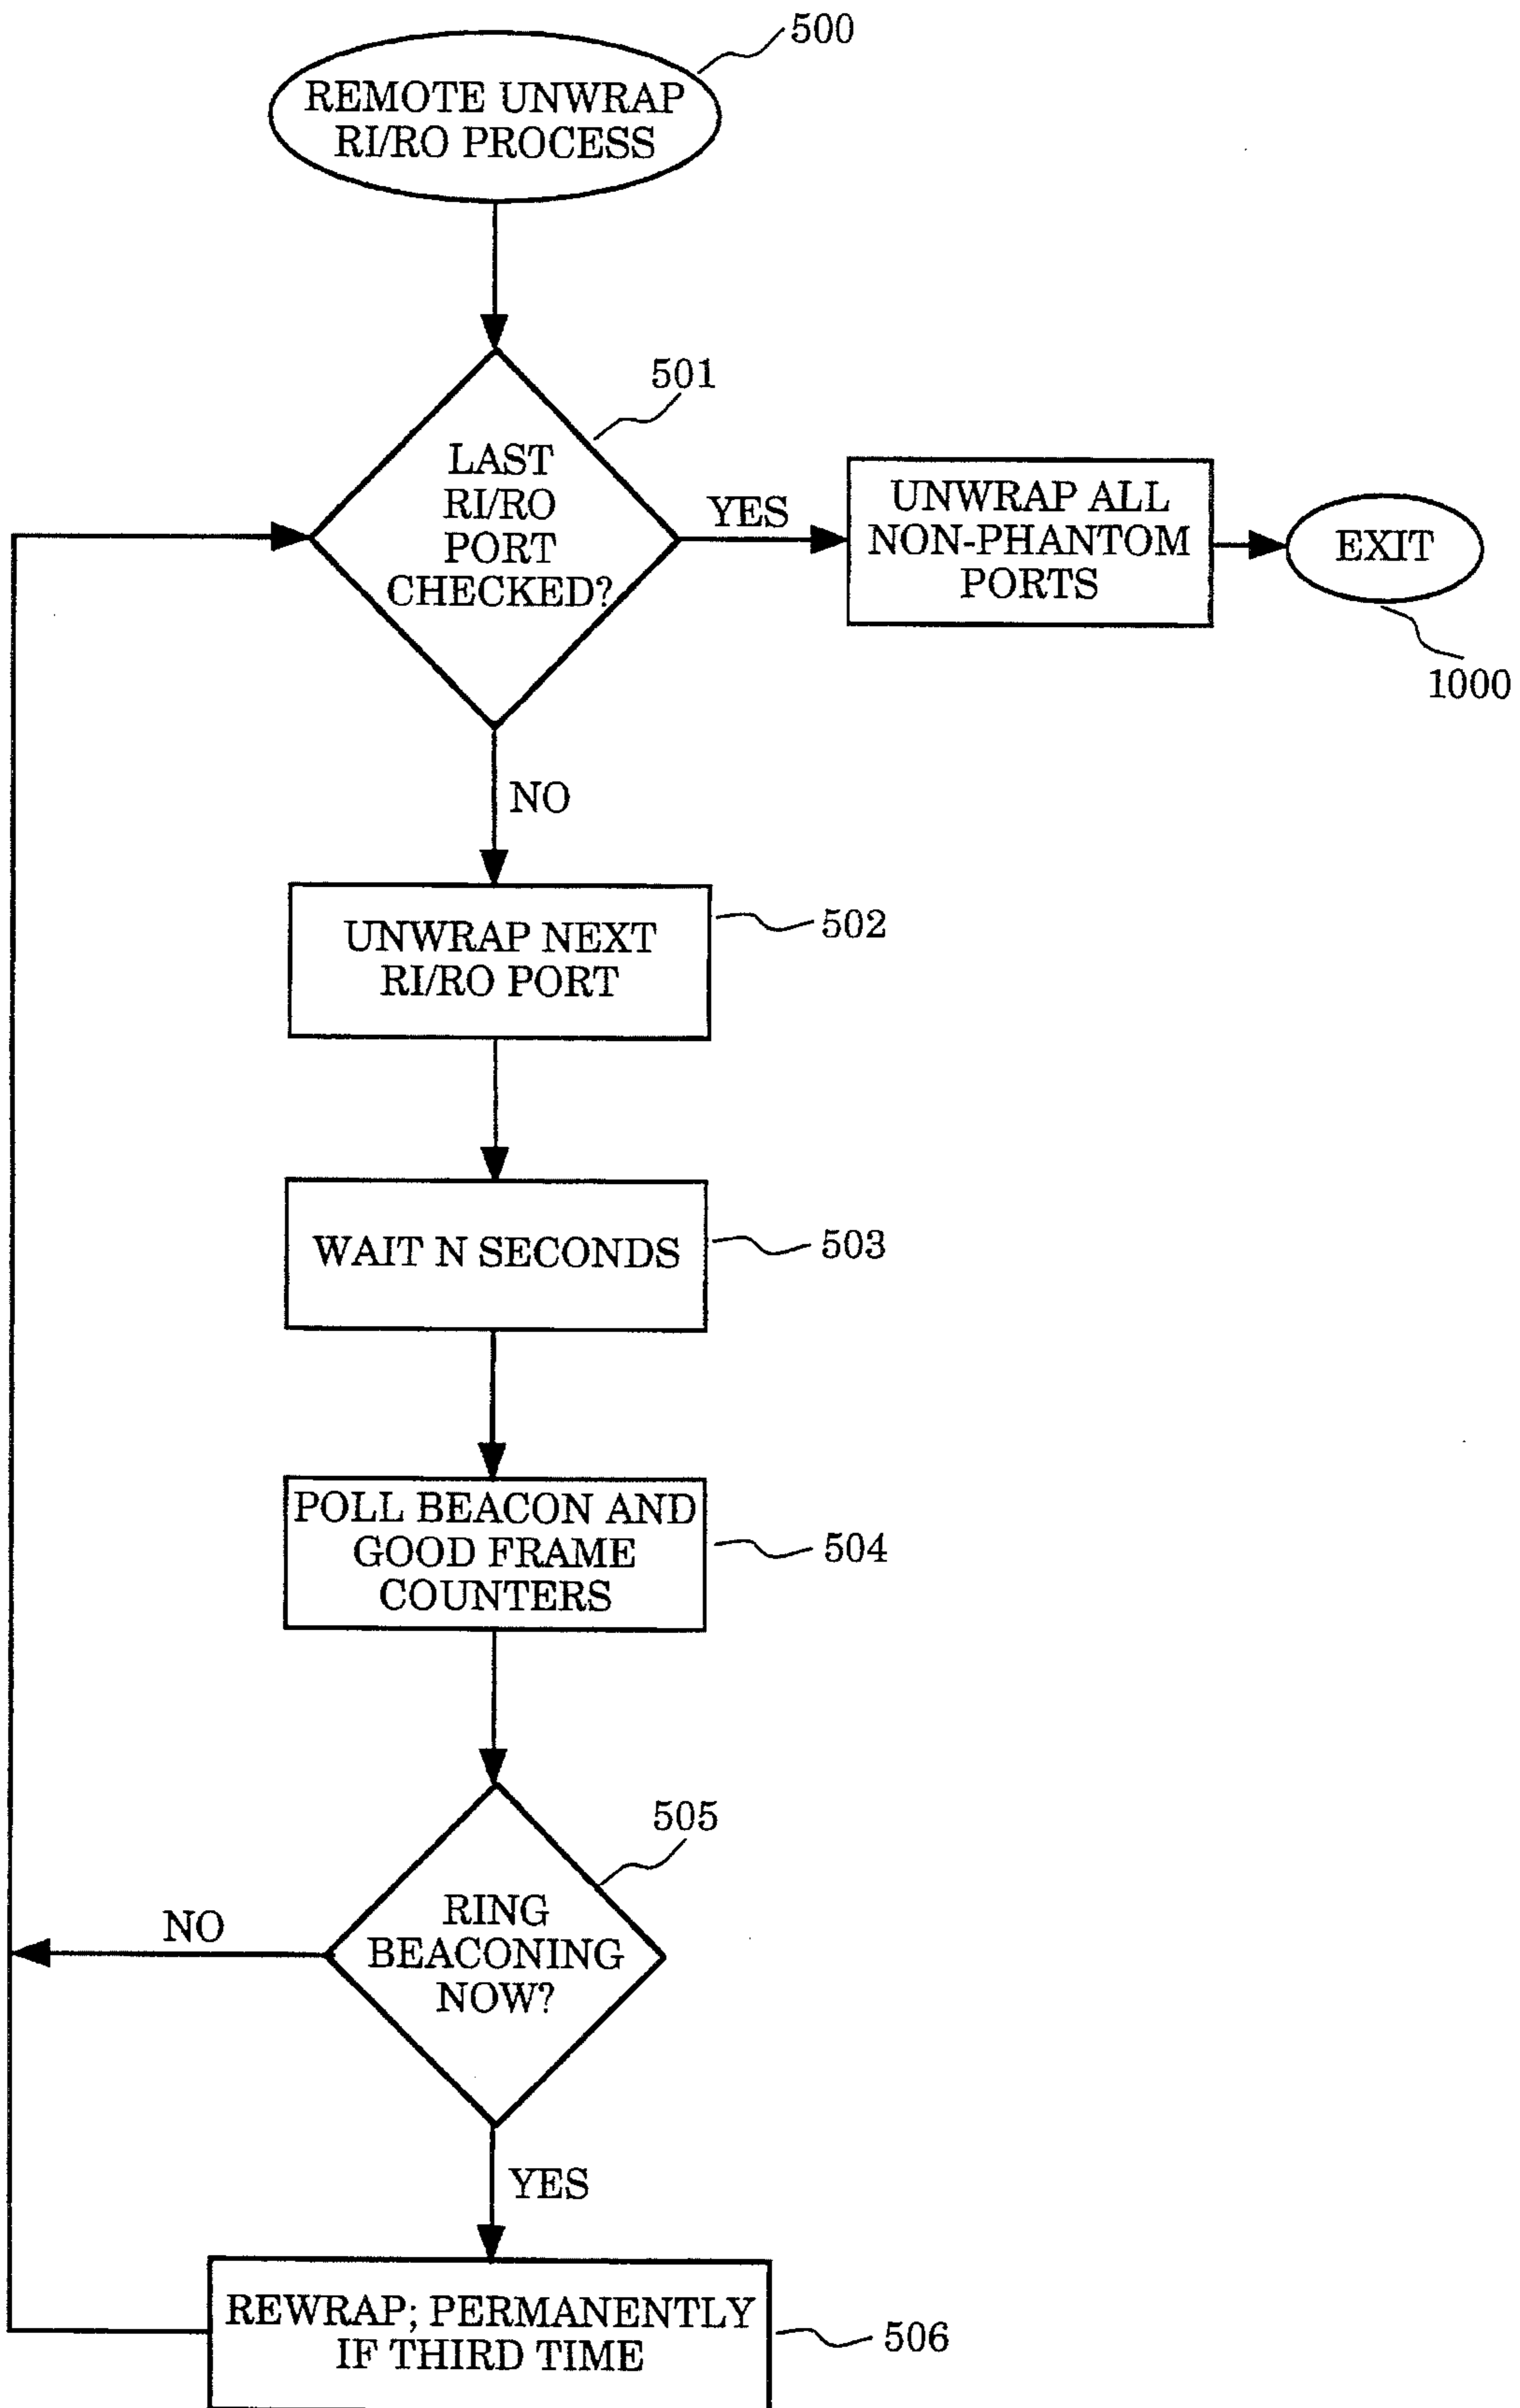 500
REMOTE UNWRAP
RI/RO PROCESS
501
LAST
RI/RO
PORT
CHECKED?
YES
UNWRAP ALL
NON-PHANTOM
PORTS
EXIT
1000
NO
UNWRAP NEXT
RI/RO PORT
502
WAIT N SECONDS
503
POLL BEACON AND
GOOD FRAME
COUNTERS
504
505
RING
BEACONING
NOW?
NO
YES
REWRAP; PERMANENTLY
IF THIRD TIME
506